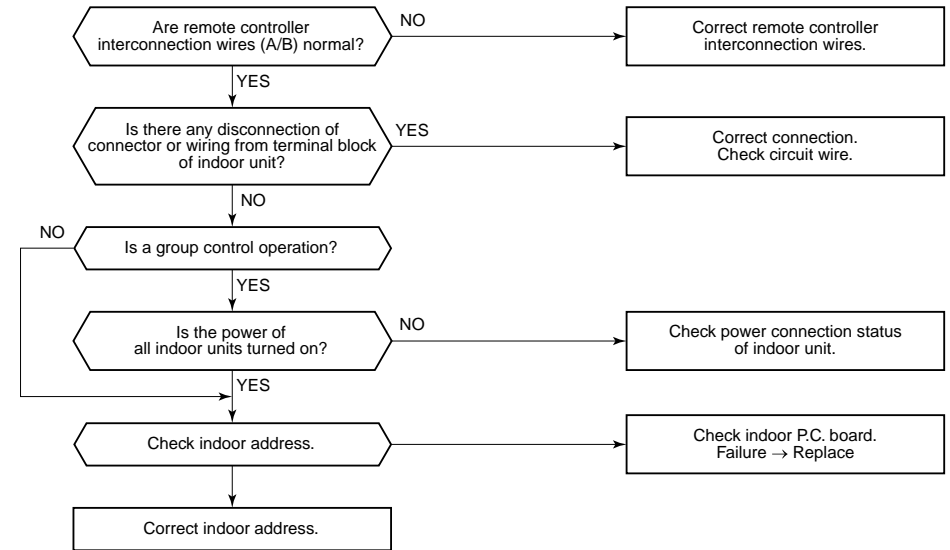 Are remote controller
interconnection wires (A/B) normal?
NO
Correct remote controller
interconnection wires.
YES
Is there any disconnection of
connector or wiring from terminal block
of indoor unit?
YES
Correct connection.
Check circuit wire.
NO
NO
Is a group control operation?
YES
Is the power of
all indoor units turned on?
NO
Check power connection status
of indoor unit.
YES
Check indoor address.
Check indoor P.C. board.
Failure → Replace
Correct indoor address.